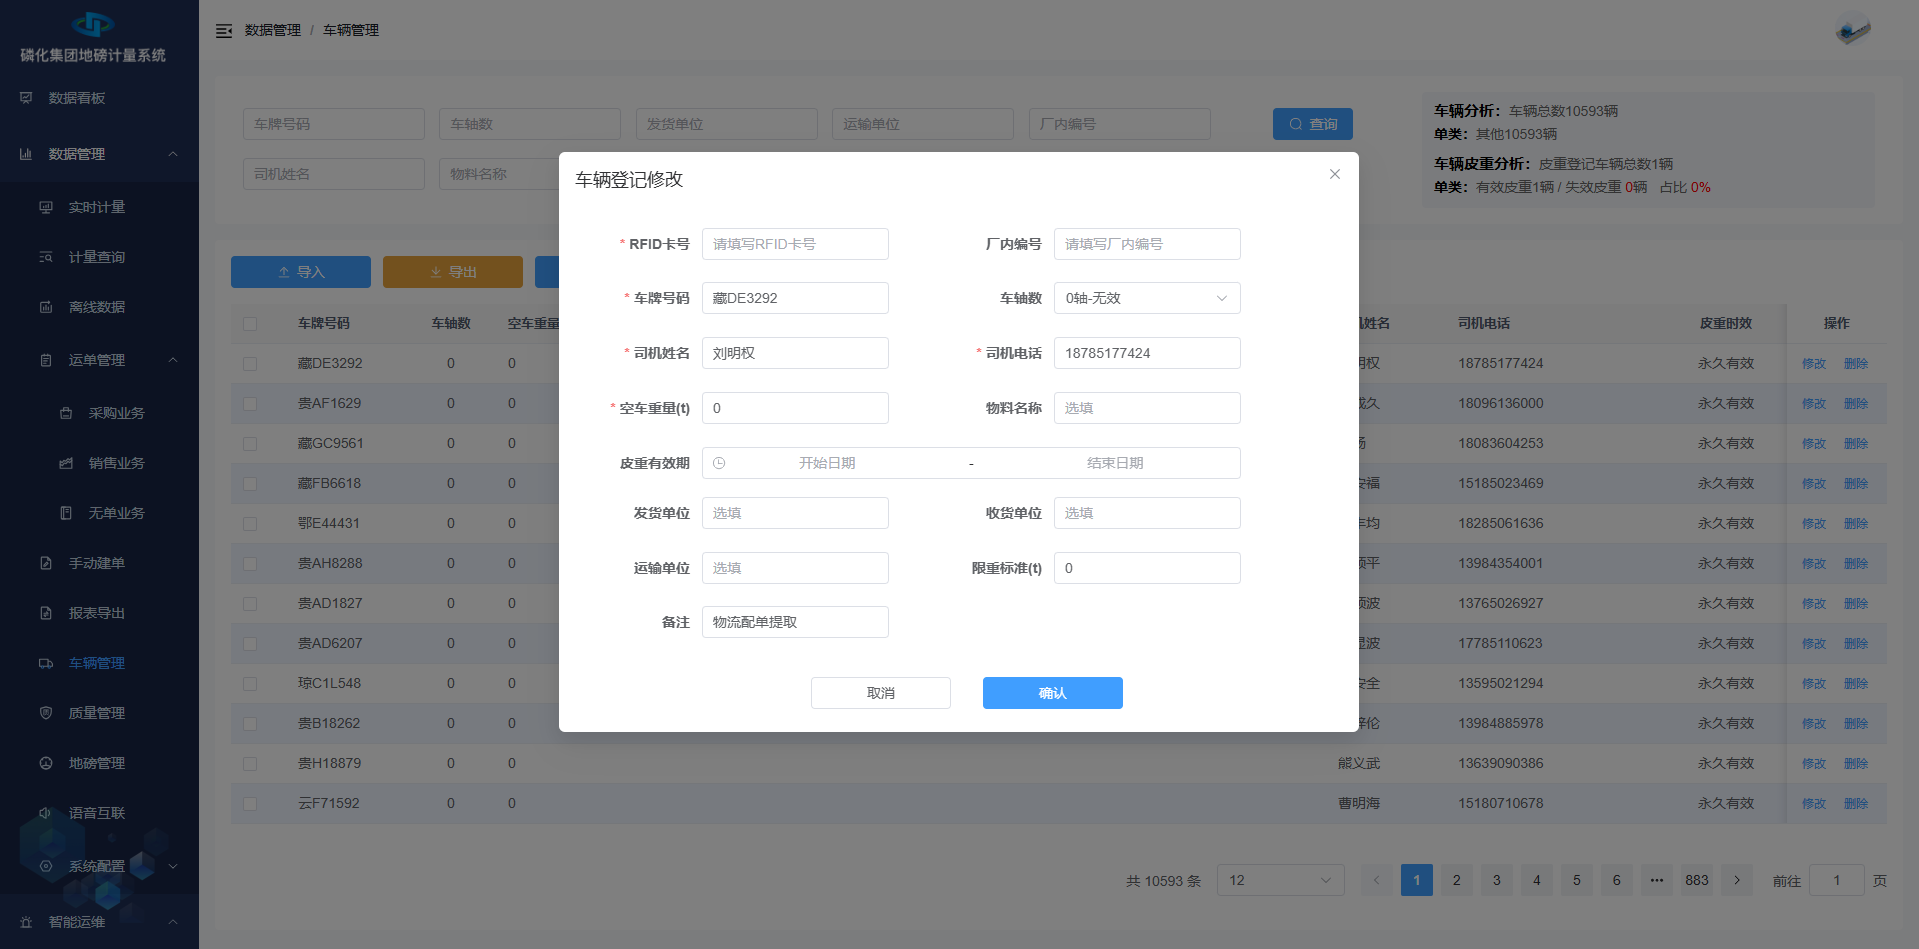 磷化集团地磅计量系统
数据看板
数据管理
实时计量
计量查询
离线数据
运单管理
采购业务
销售业务
无单业务
手动建单
报表导出
车辆管理
质量管理
地磅管理
语音互联
系统配置
智能运维
数据管理 / 车辆管理
车牌号码 车轴数 发货单位 运输单位 厂内编号 查询
司机姓名 物料名称
车辆分析：车辆总数10593辆
单类：其他10593辆
车辆皮重分析：皮重登记车辆总数1辆
单类：有效皮重1辆 / 失效皮重 0辆 占比 0%
导入 导出
车牌号码 车轴数 空车重量 姓名 司机电话 皮重时效 操作
藏DE3292 0 0 明权 18785177424 永久有效 修改 删除
贵AF1629 0 0 18096136000 永久有效 修改 删除
藏GC9561 0 0 18083604253 永久有效 修改 删除
藏FB6618 0 0 福 15185023469 永久有效 修改 删除
鄂E44431 0 0 均 18285061636 永久有效 修改 删除
贵AH8288 0 0 平 13984354001 永久有效 修改 删除
贵AD1827 0 0 波 13765026927 永久有效 修改 删除
贵AD6207 0 0 波 17785110623 永久有效 修改 删除
琼C1L548 0 0 全 13595021294 永久有效 修改 删除
贵B18262 0 0 伦 13984885978 永久有效 修改 删除
贵H18879 0 0 熊义武 13639090386 永久有效 修改 删除
云F71592 0 0 曹明海 15180710678 永久有效 修改 删除
共 10593 条 12 1 2 3 4 5 6 ••• 883 前往 1 页
车辆登记修改
* RFID卡号 请填写RFID卡号 厂内编号 请填写厂内编号
* 车牌号码 藏DE3292 车轴数 0轴-无效
* 司机姓名 刘明权 * 司机电话 18785177424
* 空车重量(t) 0 物料名称 选填
皮重有效期 开始日期 - 结束日期
发货单位 选填 收货单位 选填
运输单位 选填 限重标准(t) 0
备注 物流配单提取
取消 确认